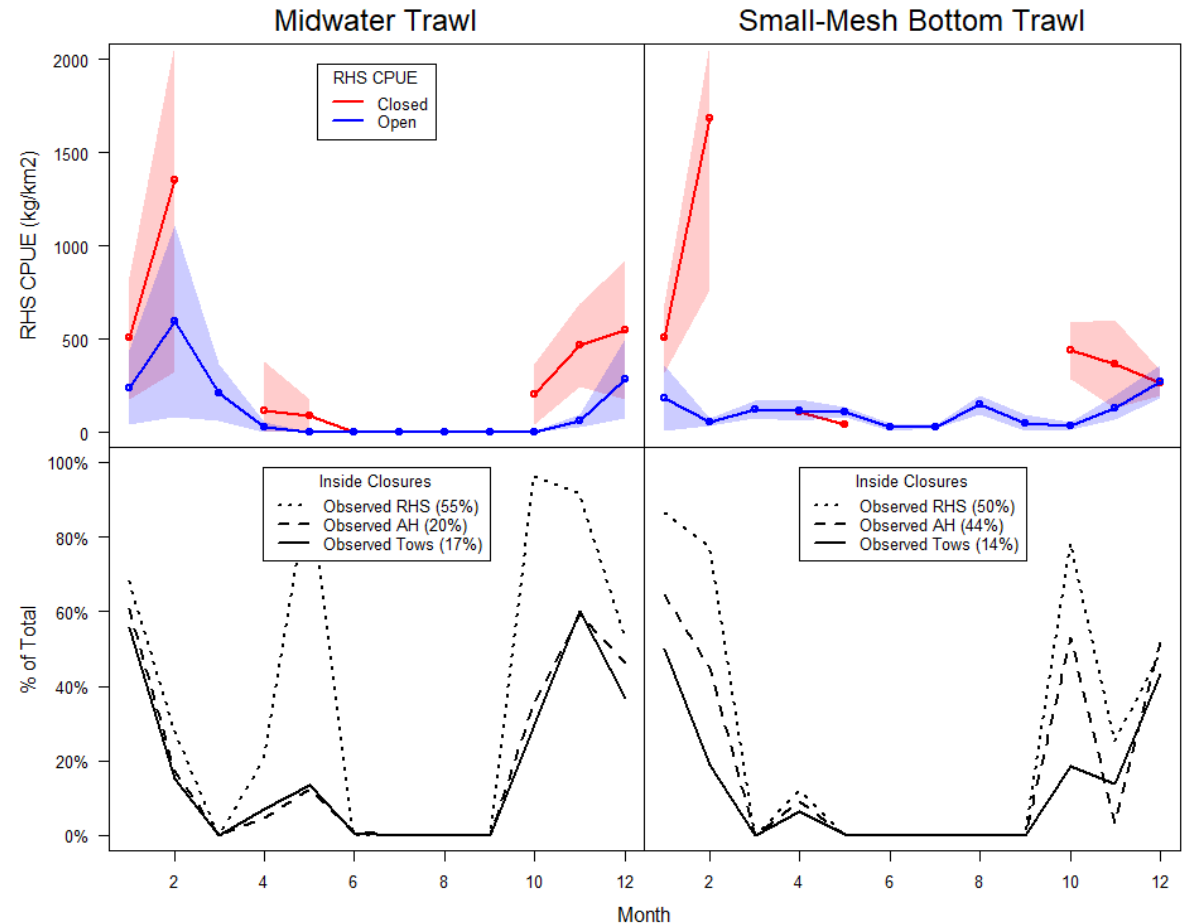 Midwater Trawl
Small-Mesh Bottom Trawl
RHS CPUE (kg/km2)
2000
1500
1000
500
0
RHS CPUE
Closed
Open
% of Total
100%
80%
60%
40%
20%
0%
Inside Closures
Observed RHS (55%)
Observed AH (20%)
Observed Tows (17%)
Inside Closures
Observed RHS (50%)
Observed AH (44%)
Observed Tows (14%)
2 4 6 8 10 12
2 4 6 8 10 12
Month